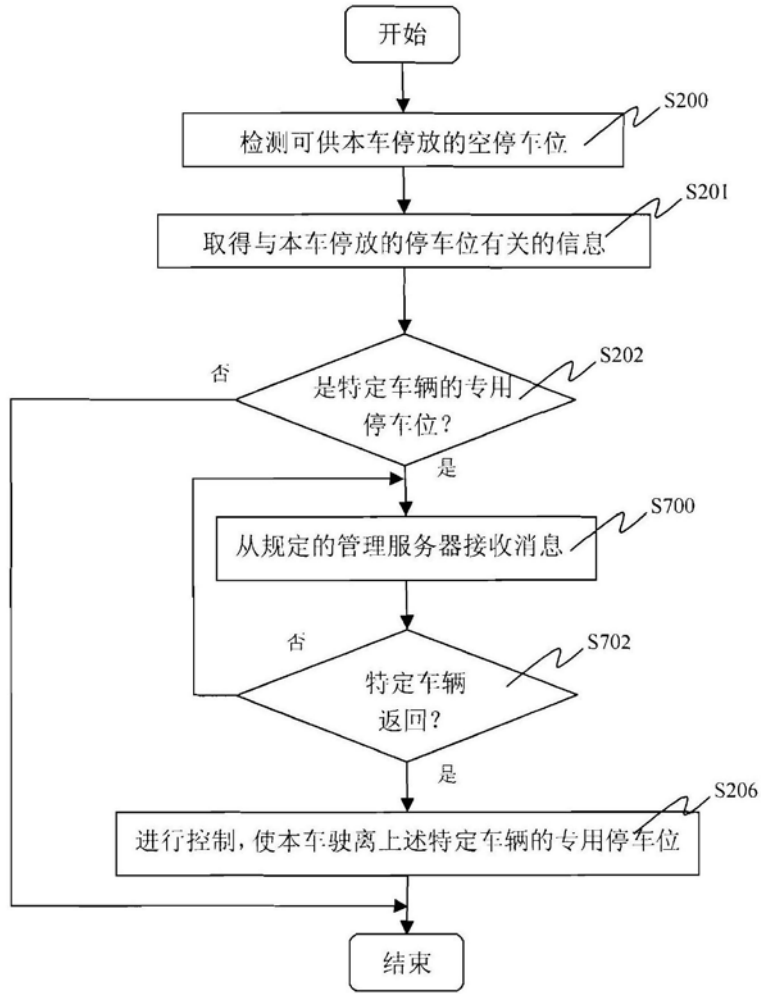 开始
S200
检测可供本车停放的空停车位
S201
取得与本车停放的停车位有关的信息
S202
否
是特定车辆的专用
停车位？
是
S700
从规定的管理服务器接收消息
否
S702
特定车辆
返回？
是
S206
进行控制，使本车驶离上述特定车辆的专用停车位
结束